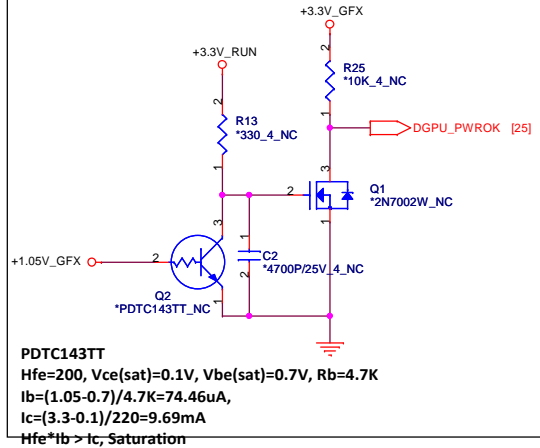 +3.3V_GFX
+3.3V_RUN
2
R25
*10K_4_NC
1
2
R13
*330_4_NC
1
DGPU_PWROK [25]
3
2
Q1
*2N7002W_NC
1
3
1
C2
*4700P/25V_4_NC
2
+1.05V_GFX
2
Q2
*PDTC143TT_NC
1
PDTC143TT
Hfe=200, Vce(sat)=0.1V, Vbe(sat)=0.7V, Rb=4.7K
Ib=(1.05-0.7)/4.7K=74.46uA,
Ic=(3.3-0.1)/220=9.69mA
Hfe*Ib > Ic, Saturation